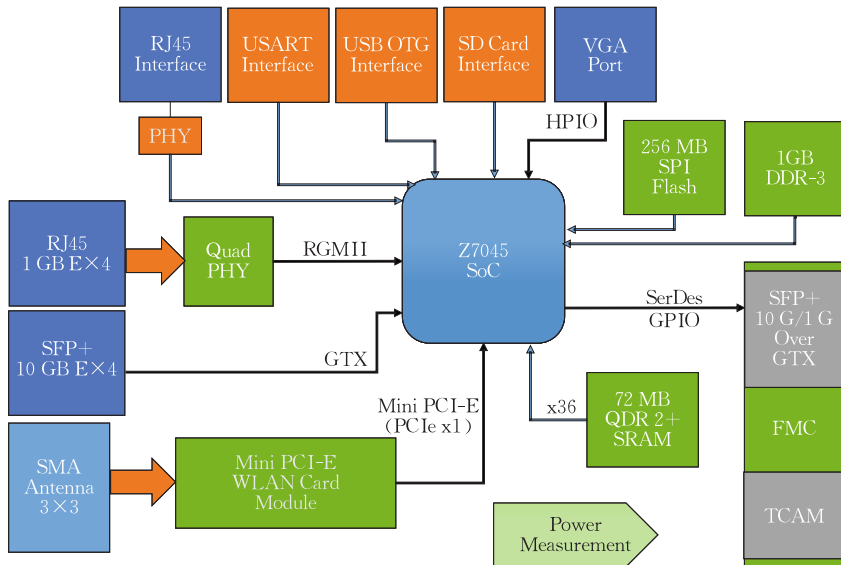 RJ45
Interface
USART
Interface
USB OTG
Interface
SD Card
Interface
VGA
Port
PHY
HPIO
256 MB
SPI
Flash
1GB
DDR-3
RJ45
1 GB E×4
Quad
PHY
RGMII
Z7045
SoC
SerDes
GPIO
SFP+
10 G/1 G
Over
GTX
SFP+
10 GB E×4
GTX
Mini PCI-E
(PCIe x1)
x36
72 MB
QDR 2+
SRAM
FMC
SMA
Antenna
3×3
Mini PCI-E
WLAN Card
Module
Power
Measurement
TCAM